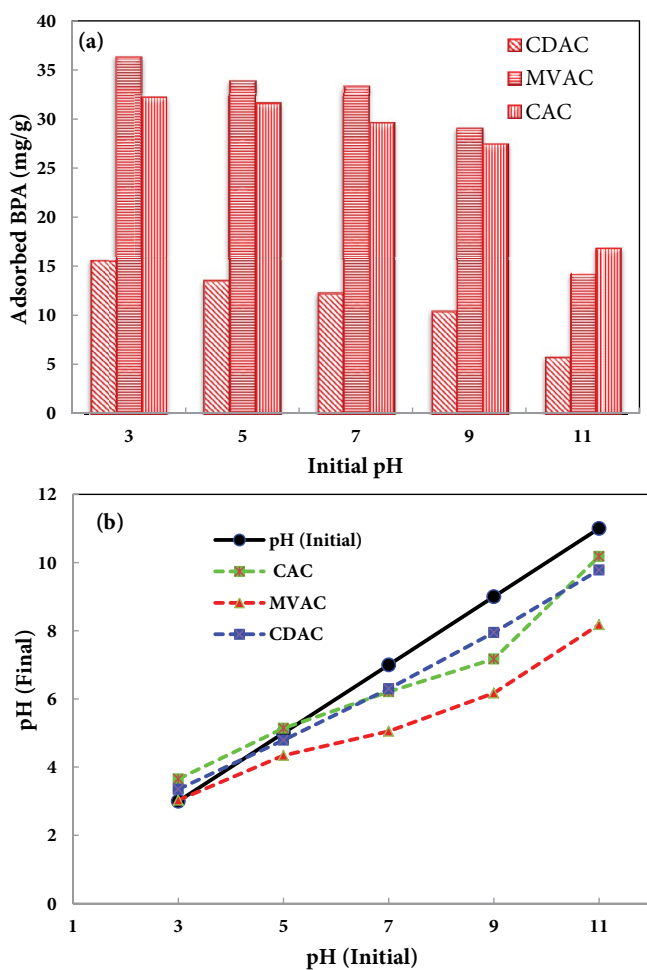 (a)
CDAC
MVAC
CAC
Adsorbed BPA (mg/g)
40
35
30
25
20
15
10
5
0
3 5 7 9 11
Initial pH
(b)
pH (Initial)
CAC
MVAC
CDAC
pH (Final)
12
10
8
6
4
2
0
1 3 5 7 9 11
pH (Initial)